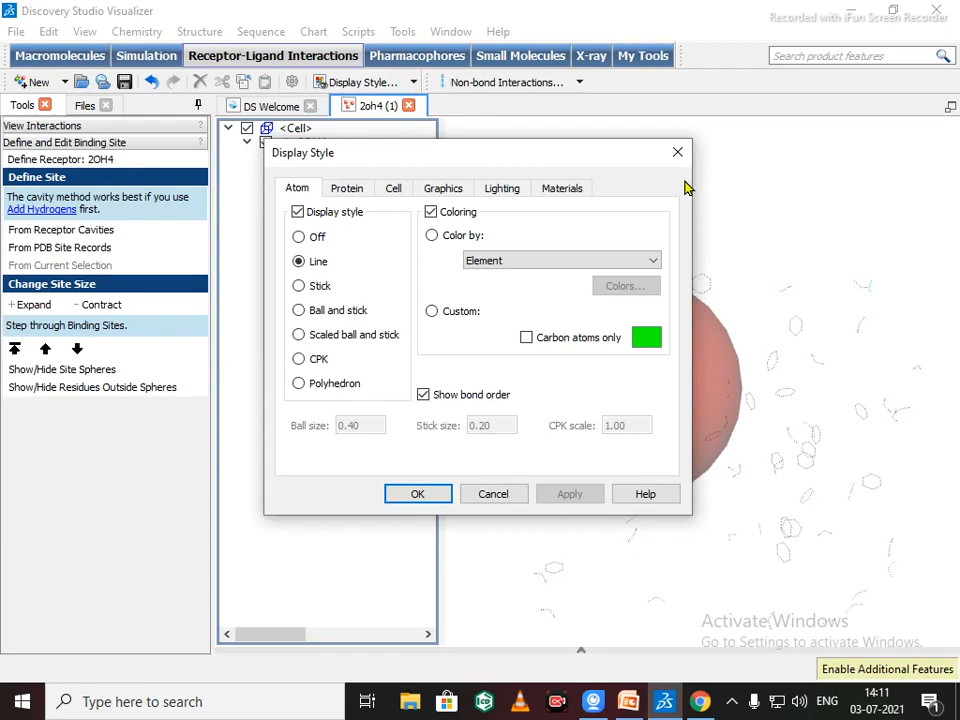 Discovery Studio Visualizer
Recorded with iFun Screen Recorder
File Edit View Chemistry Structure Sequence Chart Scripts Tools Window Help
Macromolecules Simulation Receptor-Ligand Interactions Pharmacophores Small Molecules X-ray My Tools
Search product features
New Display Style... Non-bond Interactions...
Tools Files
DS Welcome 2oh4 (1)
View Interactions ?
Define and Edit Binding Site ?
Define Receptor: 2OH4
Define Site
The cavity method works best if you use
Add Hydrogens first.
From Receptor Cavities
From PDB Site Records
From Current Selection
Change Site Size
+ Expand - Contract
Step through Binding Sites.
Show/Hide Site Spheres
Show/Hide Residues Outside Spheres
<Cell>
Display Style
Atom Protein Cell Graphics Lighting Materials
Display style
Off
Line
Stick
Ball and stick
Scaled ball and stick
CPK
Polyhedron
Coloring
Color by:
Element
Colors...
Custom:
Carbon atoms only
Show bond order
Ball size: 0.40 Stick size: 0.20 CPK scale: 1.00
OK Cancel Apply Help
Activate Windows
Go to Settings to activate Windows.
Enable Additional Features
Type here to search
ENG
14:11
03-07-2021